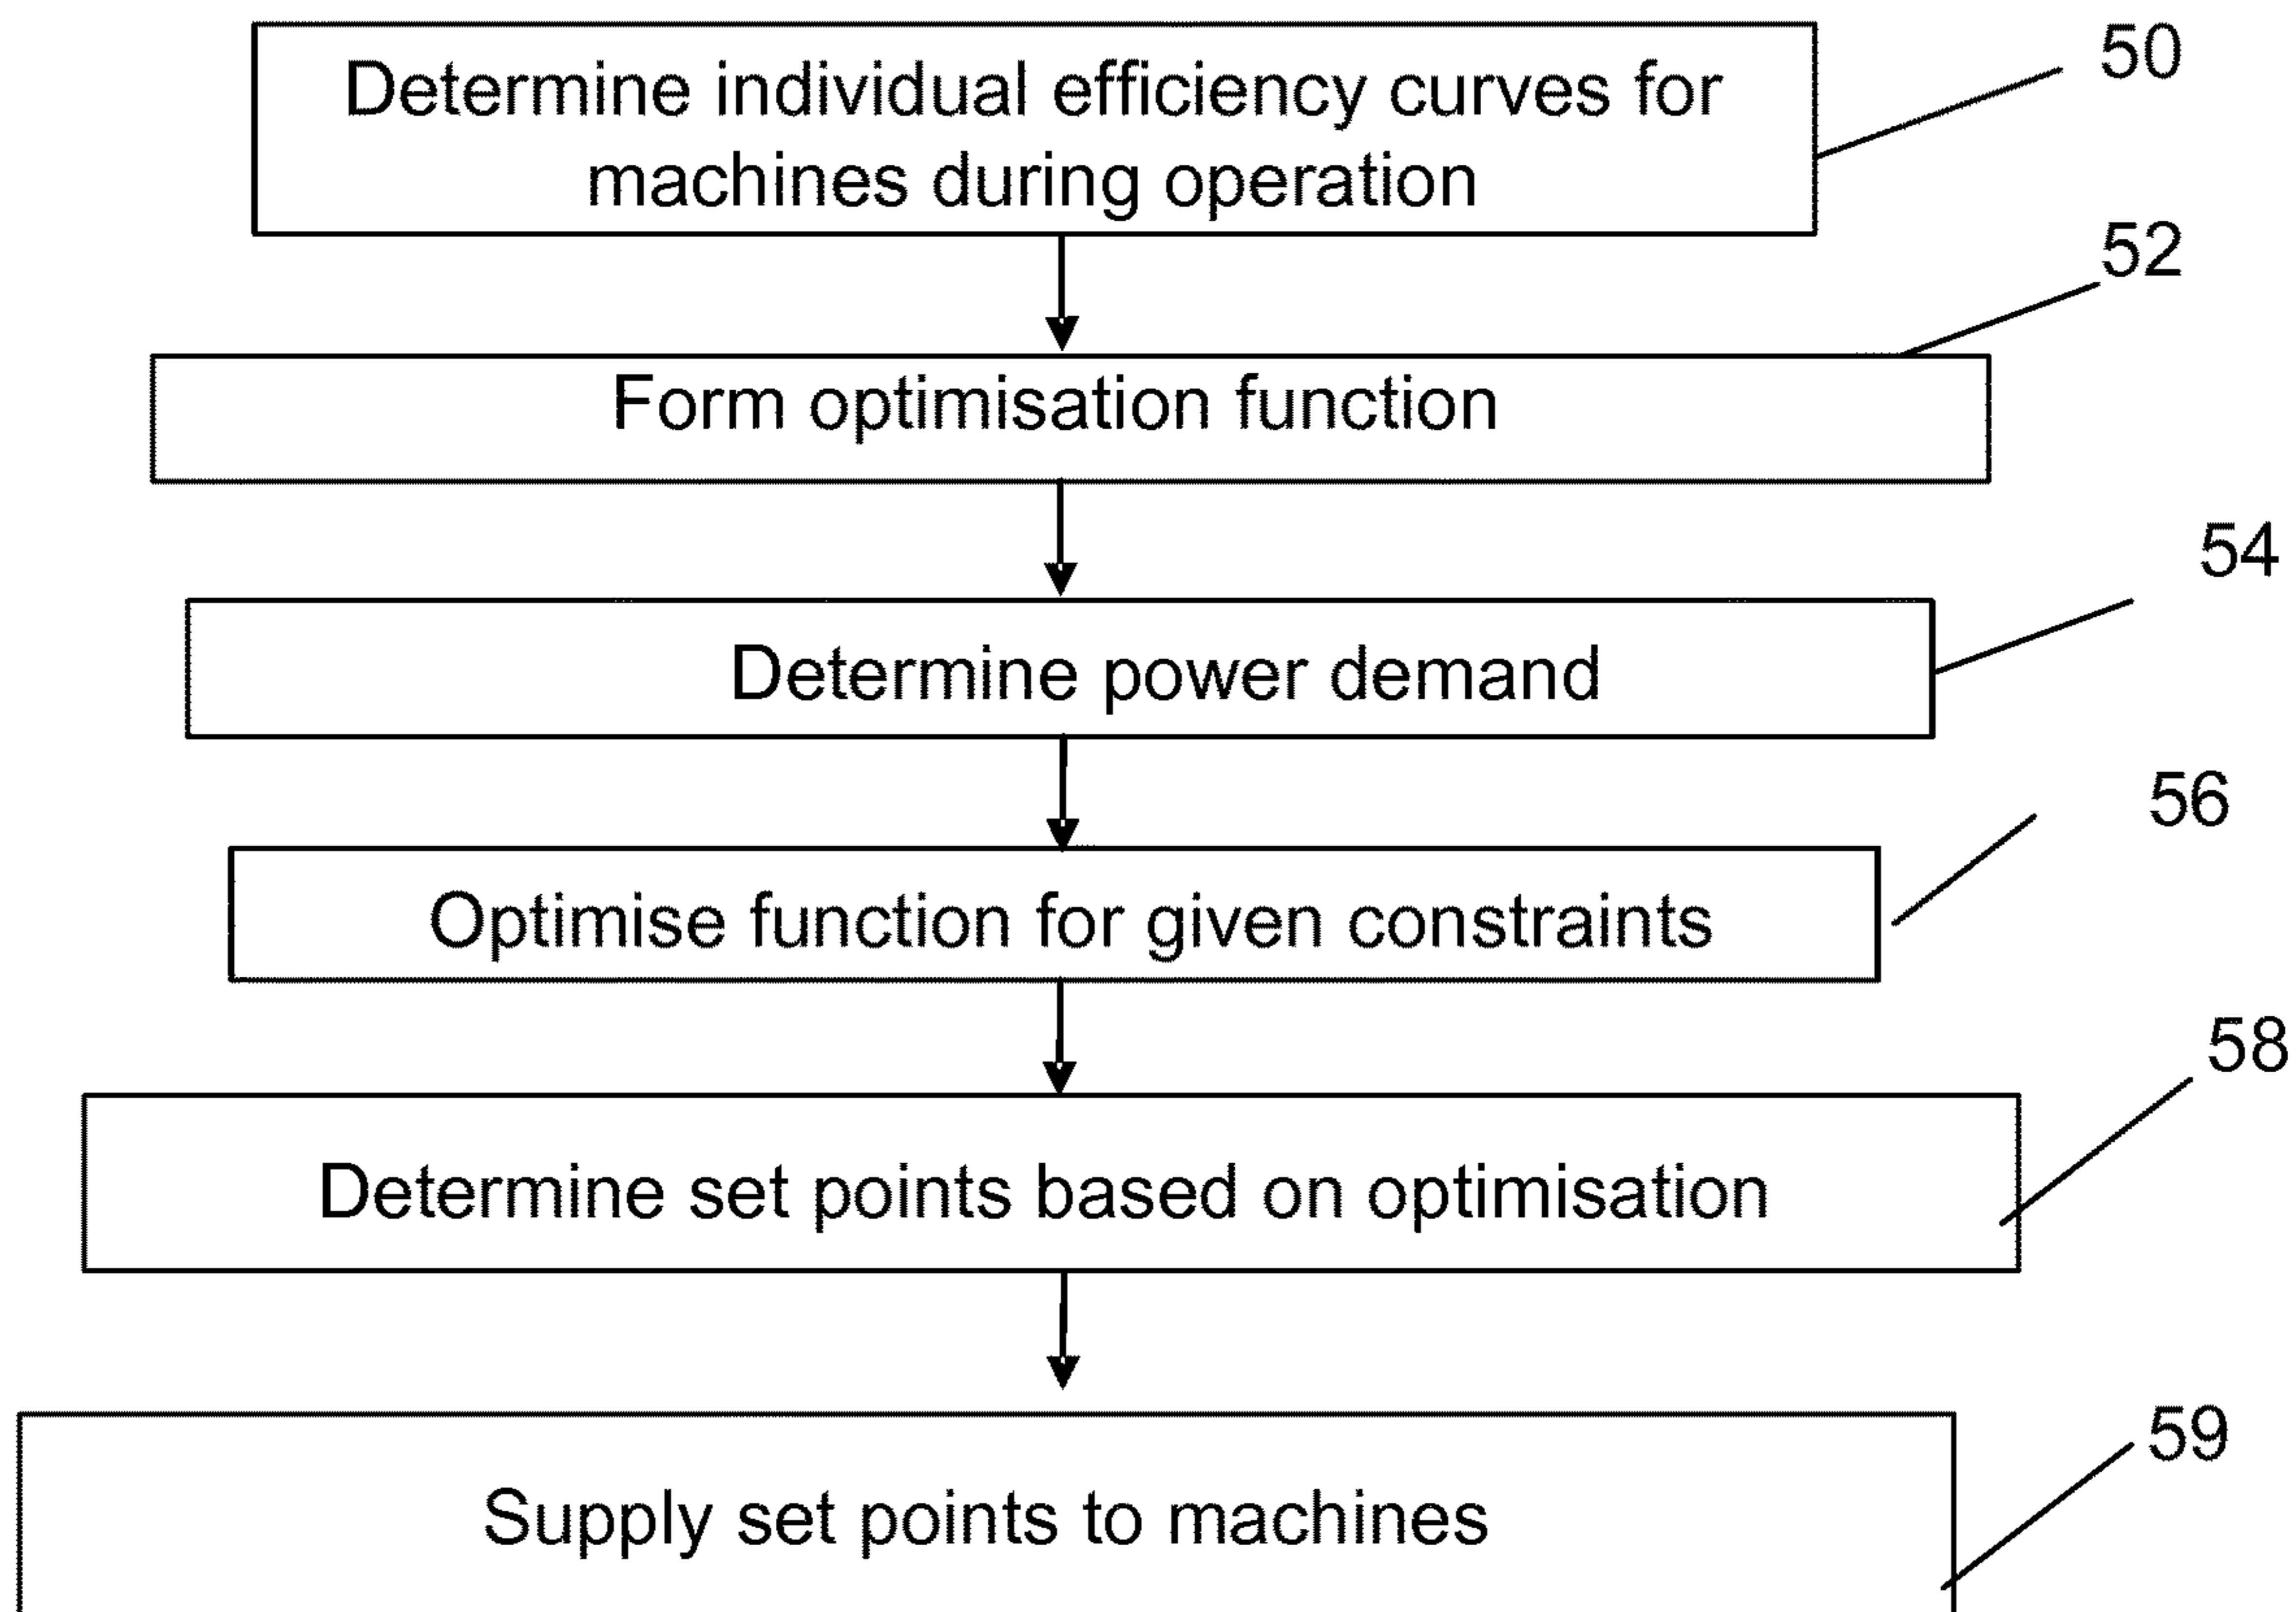 Determine individual efficiency curves for
machines during operation
50
52
Form optimisation function
54
Determine power demand
56
Optimise function for given constraints
58
Determine set points based on optimisation
59
Supply set points to machines